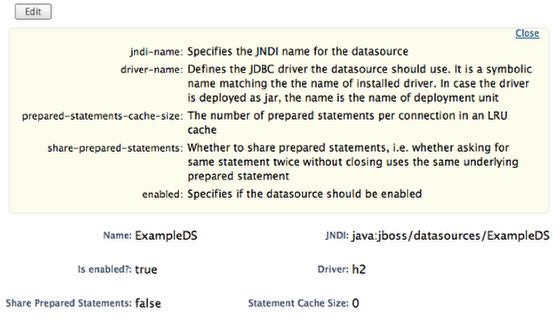 Edit
Close
jndi-name: Specifies the JNDI name for the datasource
driver-name: Defines the JDBC driver the datasource should use. It is a symbolic
name matching the the name of installed driver. In case the driver
is deployed as jar, the name is the name of deployment unit
prepared-statements-cache-size: The number of prepared statements per connection in an LRU
cache
share-prepared-statements: Whether to share prepared statements, i.e. whether asking for
same statement twice without closing uses the same underlying
prepared statement
enabled: Specifies if the datasource should be enabled
Name: ExampleDS JNDI: java:jboss/datasources/ExampleDS
Is enabled?: true Driver: h2
Share Prepared Statements: false Statement Cache Size: 0